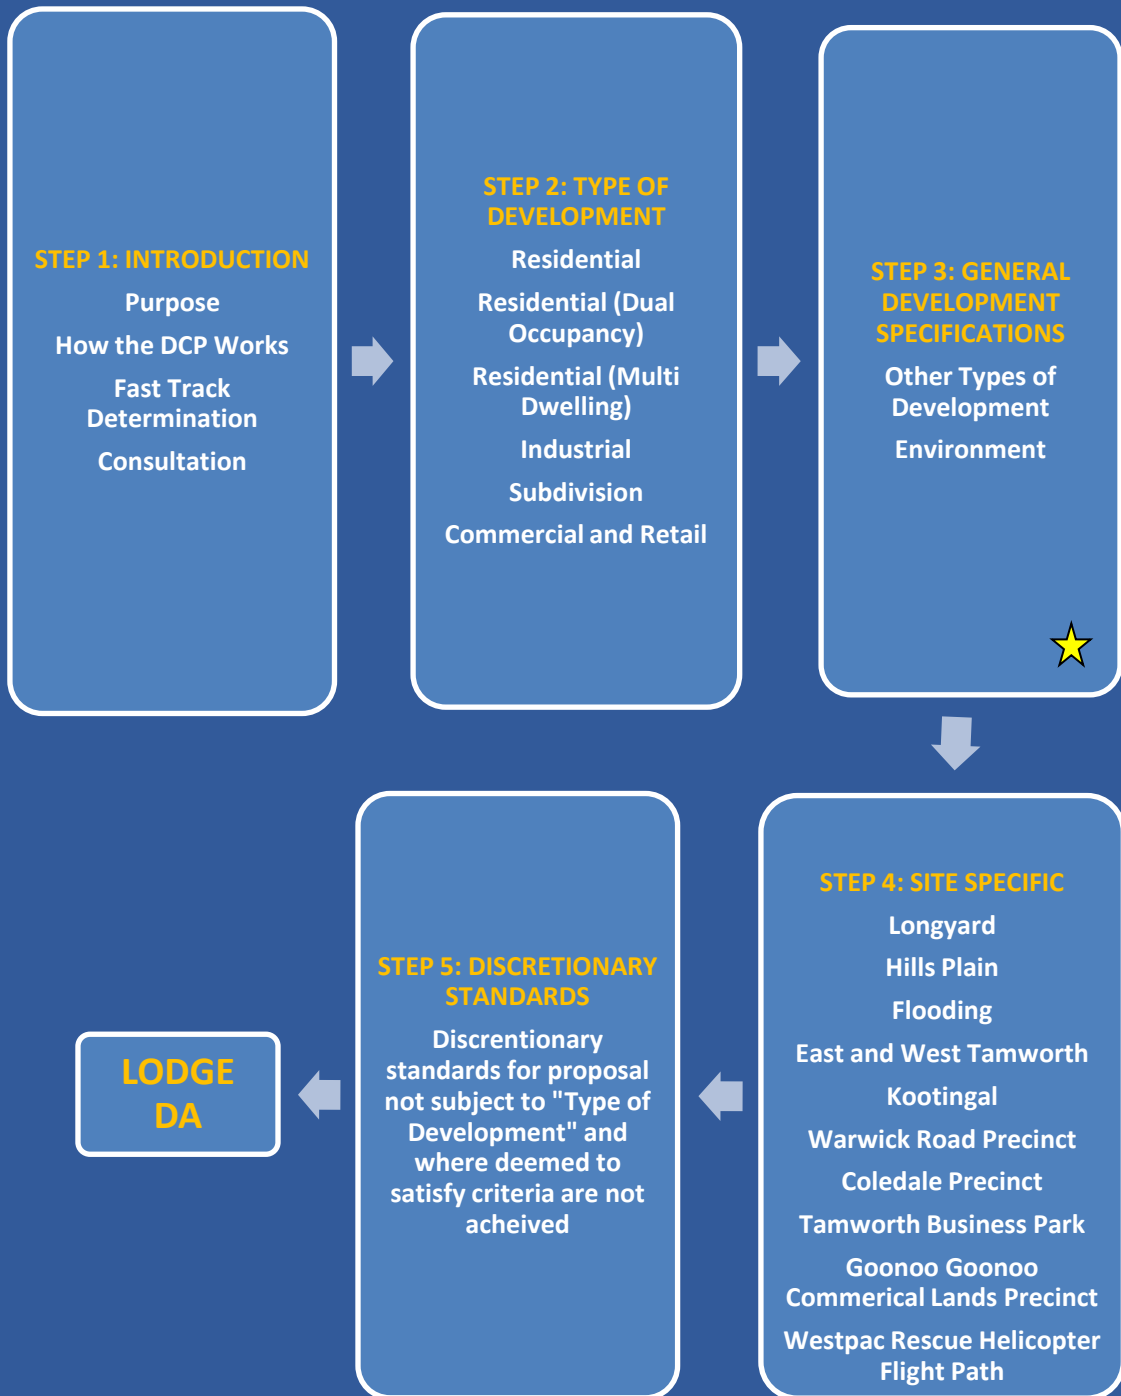 STEP 1: INTRODUCTION
Purpose
How the DCP Works
Fast Track
Determination
Consultation
STEP 2: TYPE OF
DEVELOPMENT
Residential
Residential (Dual
Occupancy)
Residential (Multi
Dwelling)
Industrial
Subdivision
Commercial and Retail
STEP 3: GENERAL
DEVELOPMENT
SPECIFICATIONS
Other Types of
Development
Environment
STEP 4: SITE SPECIFIC
Longyard
Hills Plain
Flooding
East and West Tamworth
Kootingal
Warwick Road Precinct
Coledale Precinct
Tamworth Business Park
Goonoo Goonoo
Commerical Lands Precinct
Westpac Rescue Helicopter
Flight Path
STEP 5: DISCRETIONARY
STANDARDS
Discrentionary
standards for proposal
not subject to "Type of
Development" and
where deemed to
satisfy criteria are not
acheived
LODGE
DA